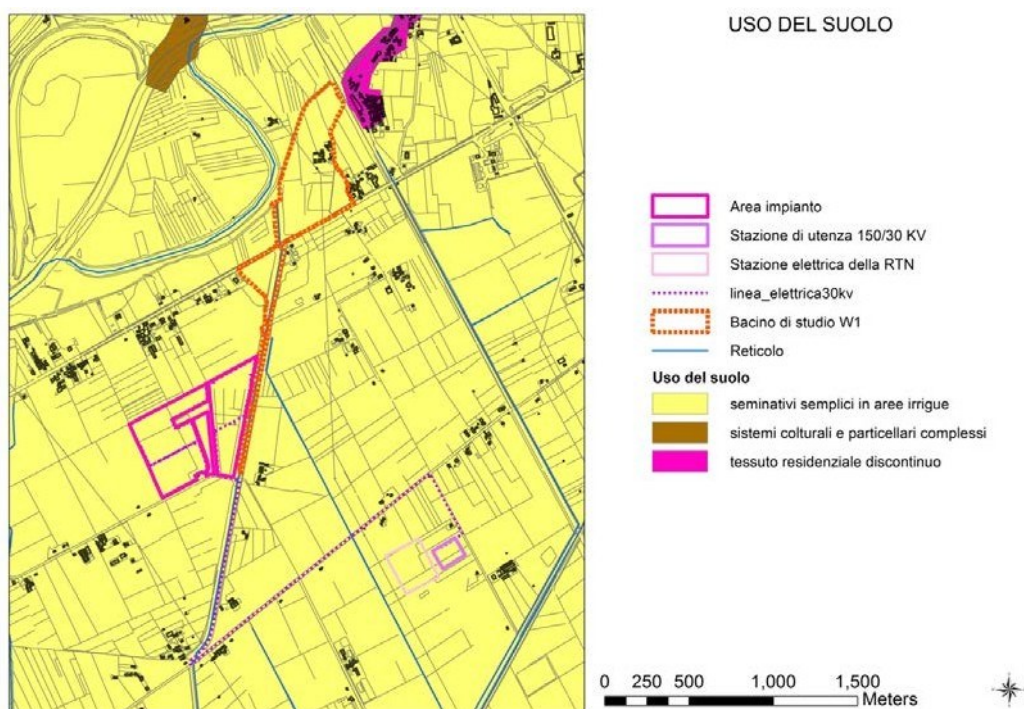 USO DEL SUOLO
Area impianto
Stazione di utenza 150/30 KV
Stazione elettrica della RTN
linea_elettrica30kv
Bacino di studio W1
Reticolo
Uso del suolo
seminativi semplici in aree irrigue
sistemi colturali e particellari complessi
tessuto residenziale discontinuo
0 250 500 1,000 1,500
Meters